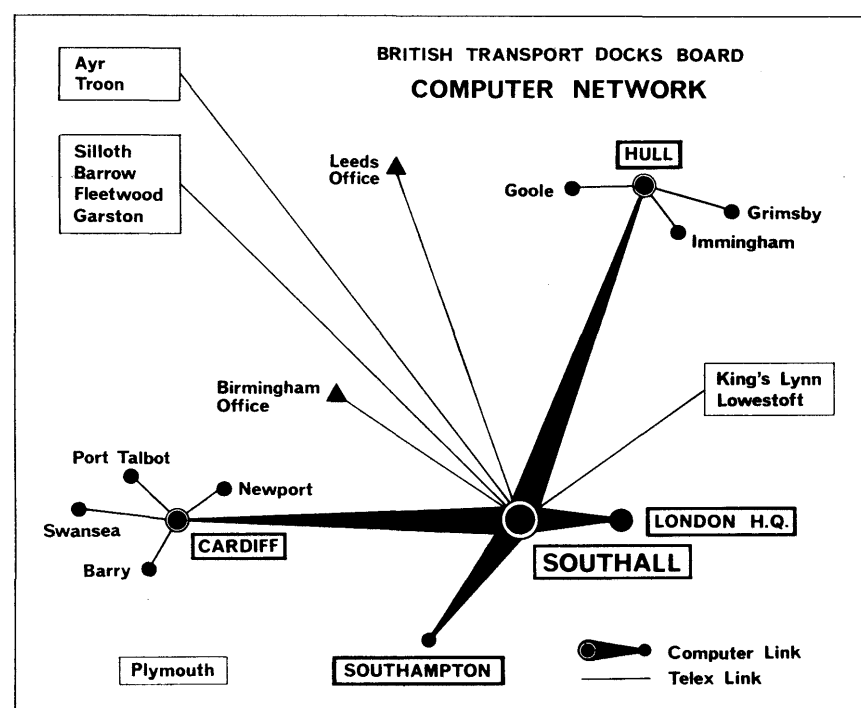 BRITISH TRANSPORT DOCKS BOARD
COMPUTER NETWORK
Ayr
Troon
Silloth
Barrow
Fleetwood
Garston
Leeds
Office
HULL
Goole
Grimsby
Immingham
Birmingham
Office
King's Lynn
Lowestoft
Port Talbot
Newport
Swansea
CARDIFF
Barry
LONDON H.Q.
SOUTHALL
Plymouth
SOUTHAMPTON
Computer Link
Telex Link